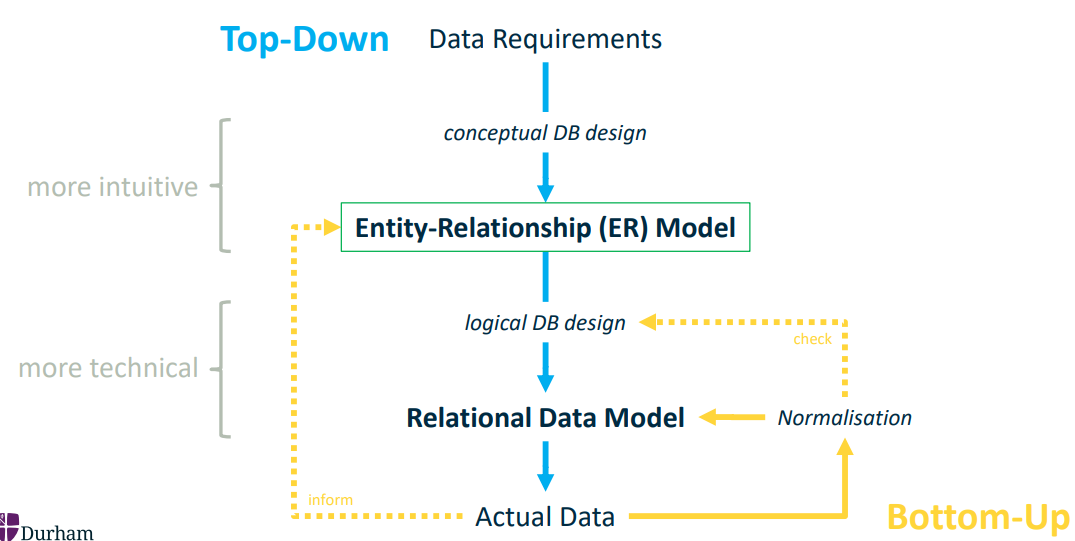 Top-Down
Data Requirements
conceptual DB design
more intuitive
Entity-Relationship (ER) Model
logical DB design
check
more technical
Relational Data Model
Normalisation
inform
Actual Data
Bottom-Up
Durham